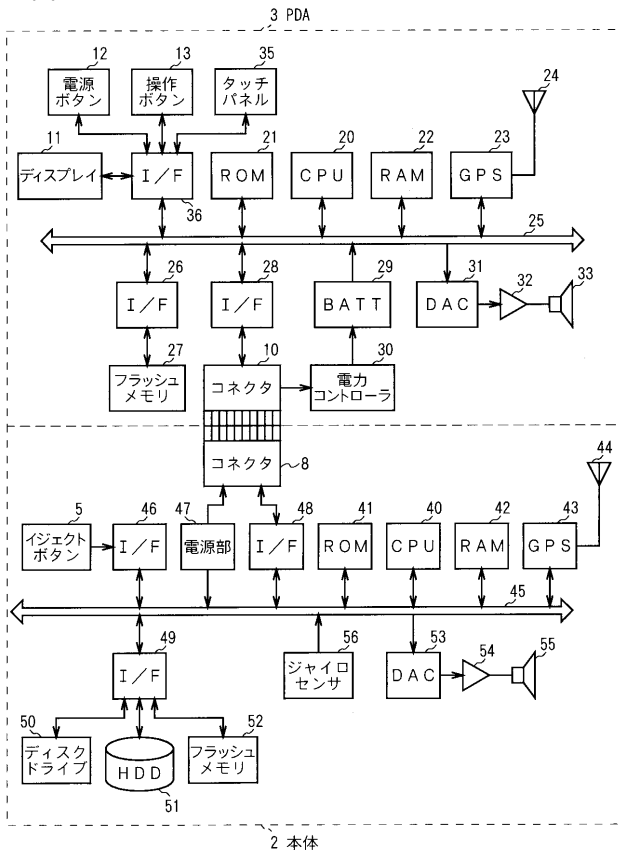 3 PDA
12
13
35
電源
ボタン
操作
ボタン
タッチ
パネル
24
11
21
20
22
23
ディスプレイ
I/F
ROM
CPU
RAM
GPS
36
25
26
28
29
31
32
33
I/F
I/F
BATT
DAC
27
10
30
フラッシュ
メモリ
コネクタ
電力
コントローラ
コネクタ
8
44
5
46
47
48
41
40
42
43
イジェクト
ボタン
I/F
電源部
I/F
ROM
CPU
RAM
GPS
45
49
56
53
54
55
I/F
ジャイロ
センサ
DAC
50
52
ディスク
ドライブ
HDD
フラッシュ
メモリ
51
2 本体